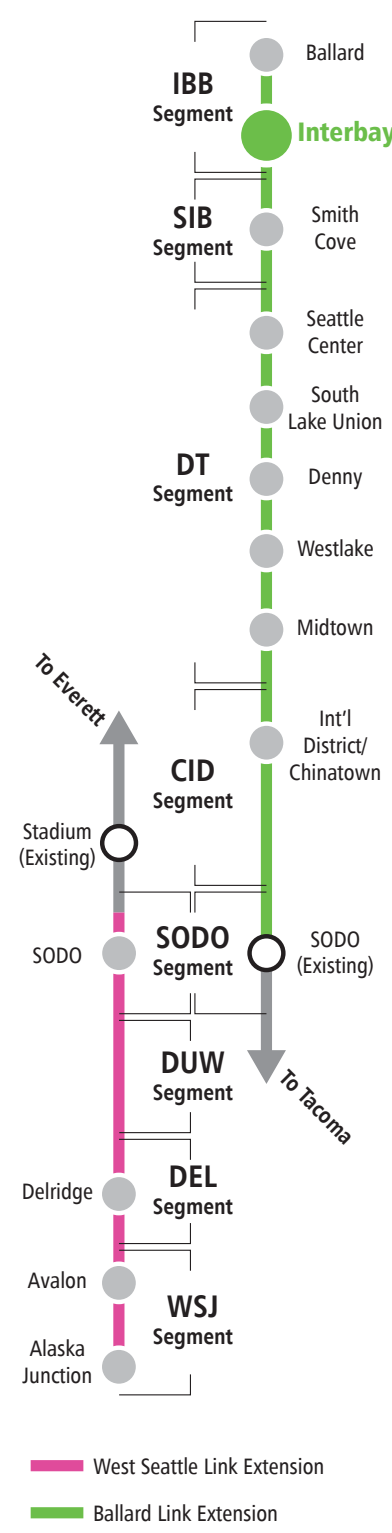 Ballard
IBB
Segment
Interbay
SIB
Segment
Smith
Cove
Seattle
Center
South
Lake Union
DT
Segment
Denny
Westlake
Midtown
To Everett
Int'l
District/
Chinatown
CID
Segment
Stadium
(Existing)
SODO
SODO
Segment
SODO
(Existing)
DUW
Segment
To Tacoma
Delridge
DEL
Segment
Avalon
WSJ
Segment
Alaska
Junction
West Seattle Link Extension
Ballard Link Extension